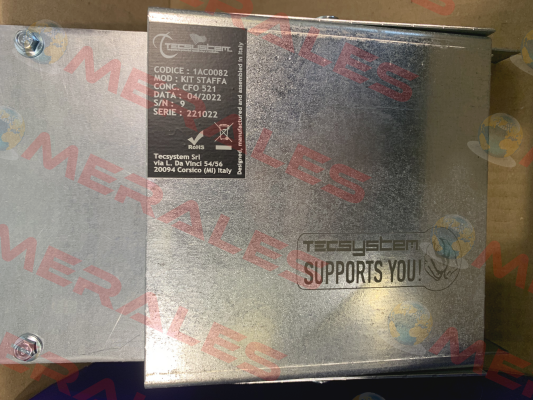 TECSYSTEM
CODICE : 1AC0082
MOD : KIT STAFFA
CONC. CFO 521
DATA : 04/2022
S/N : 9
SERIE : 221022
RoHS
Tecsystem Srl
via L. Da Vinci 54/56
20094 Corsico (MI) Italy
Designed, manufactured and assembled in Italy
TECSYSTEM
SUPPORTS YOU!
MERALES
MERALES
MERALES
MERALES